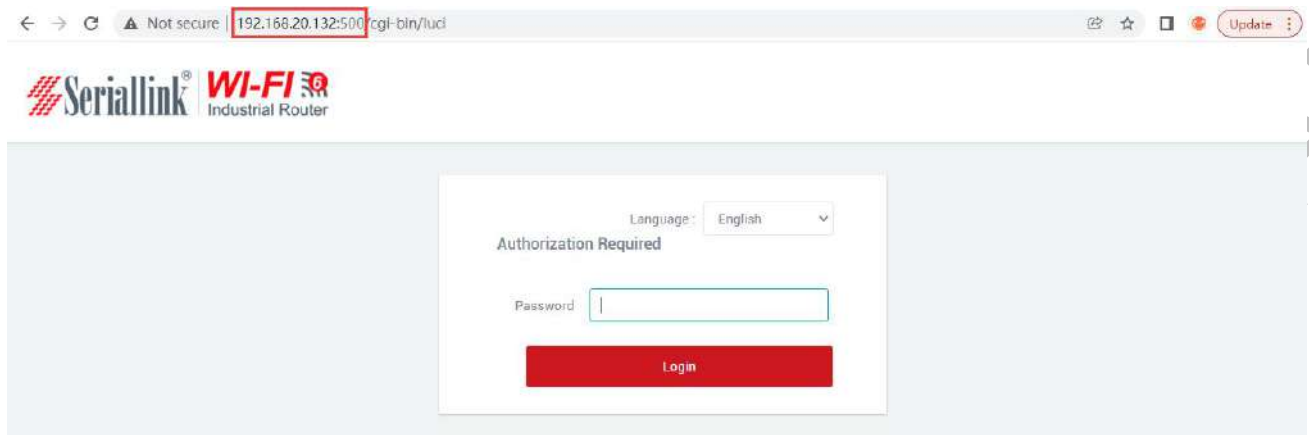 Not secure | 192.168.20.132:500/cgi-bin/luci
Update
Seriallink® WI-FI 6
Industrial Router
Language : English
Authorization Required
Password
Login